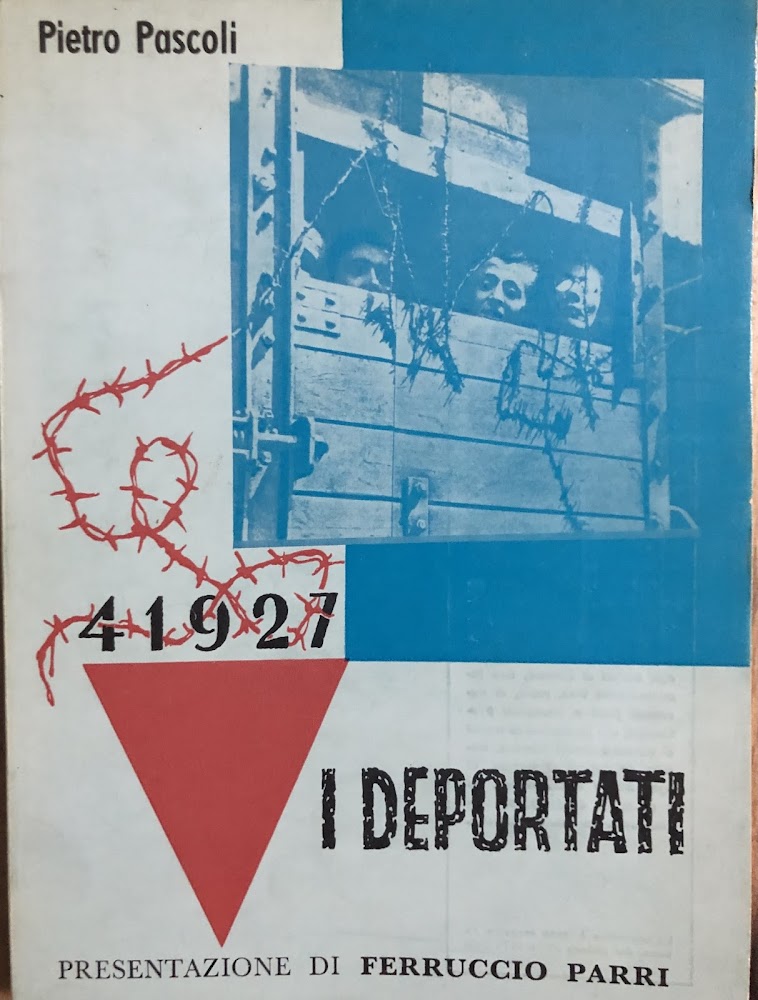 Pietro Pascoli
41927
I DEPORTATI
PRESENTAZIONE DI FERRUCCIO PARRI